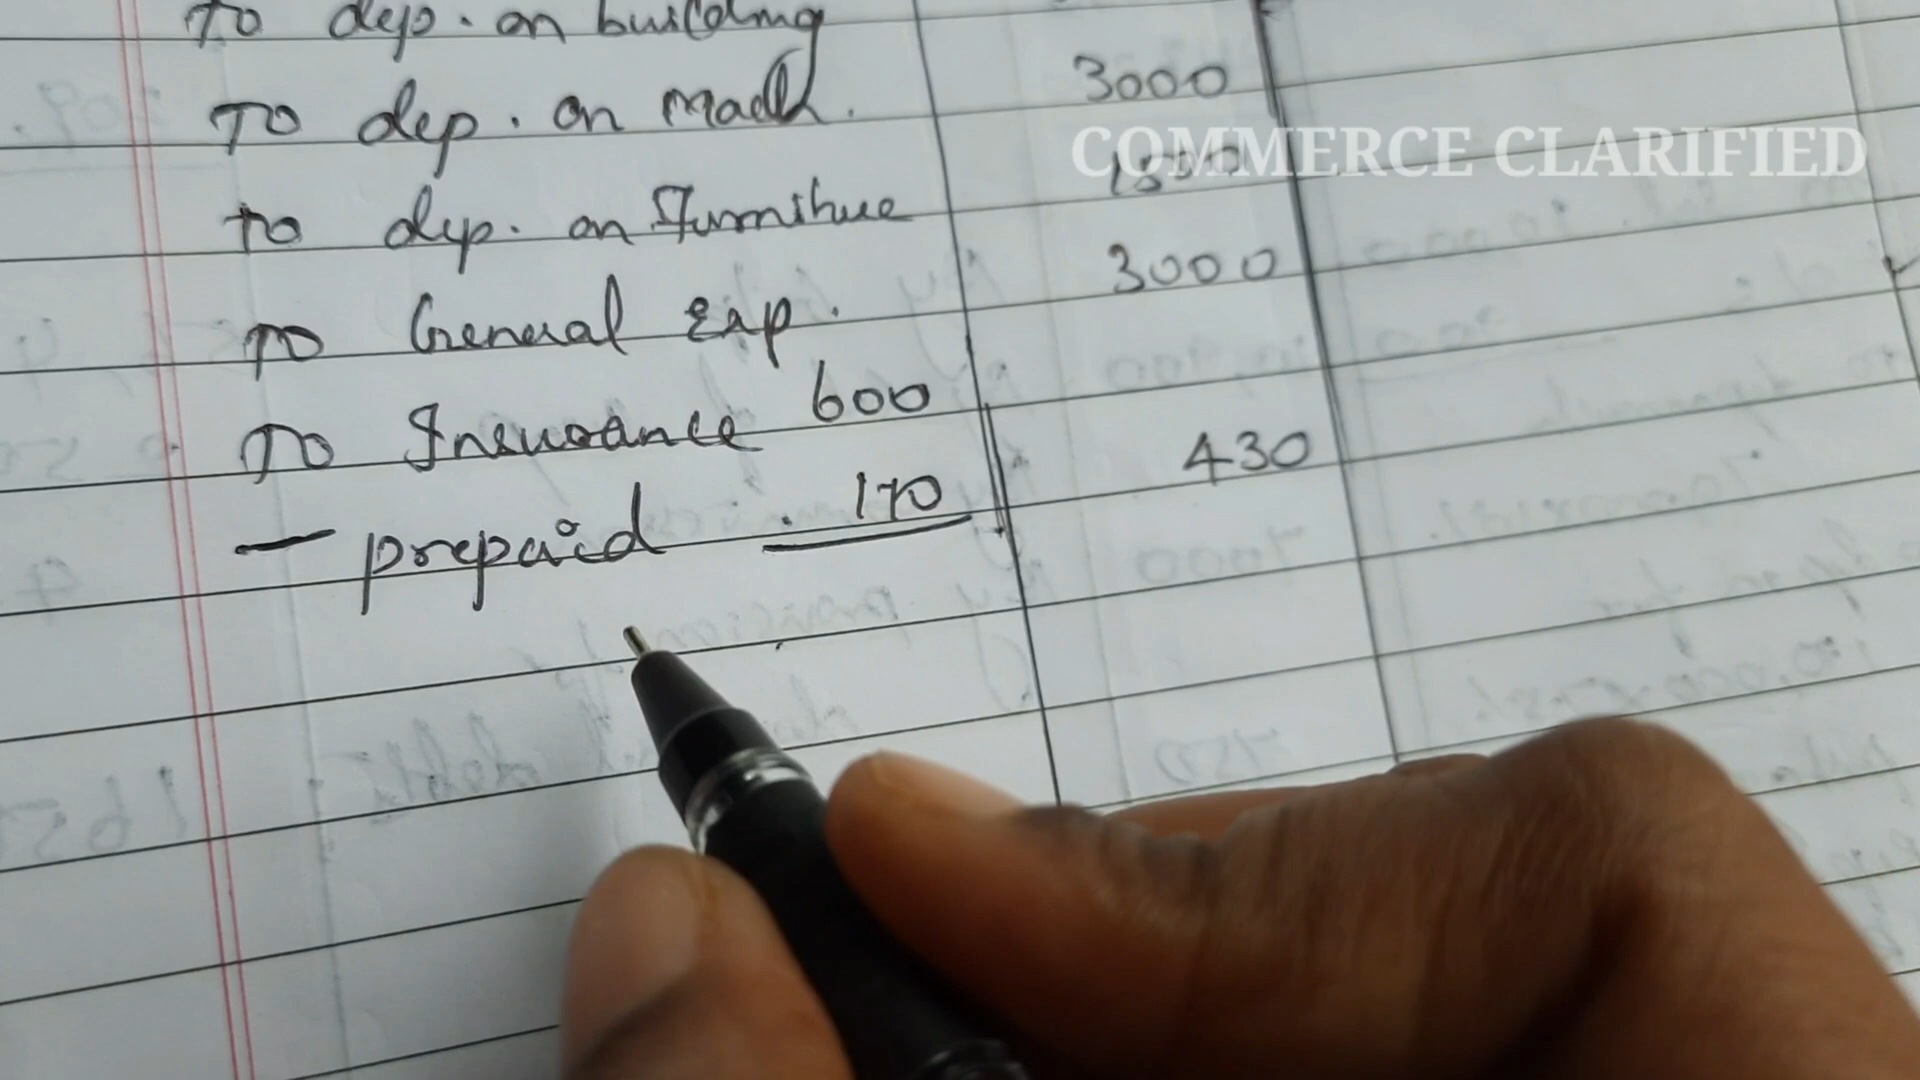 To dep. on building
To dep. on Mach. 3000
COMMERCE CLARIFIED
To dep. on Furniture 1500
To General Exp. 3000
To Insurance 600
- prepaid 170 430